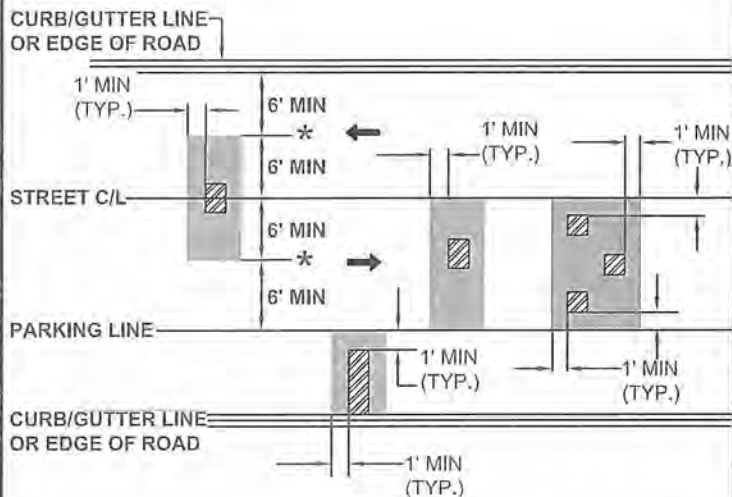 CURB/GUTTER LINE
OR EDGE OF ROAD
1' MIN
(TYP.)
6' MIN
*
6' MIN
1' MIN
(TYP.)
1' MIN
(TYP.)
STREET C/L
6' MIN
*
6' MIN
PARKING LINE
1' MIN
(TYP.)
1' MIN
(TYP.)
CURB/GUTTER LINE
OR EDGE OF ROAD
1' MIN
(TYP.)